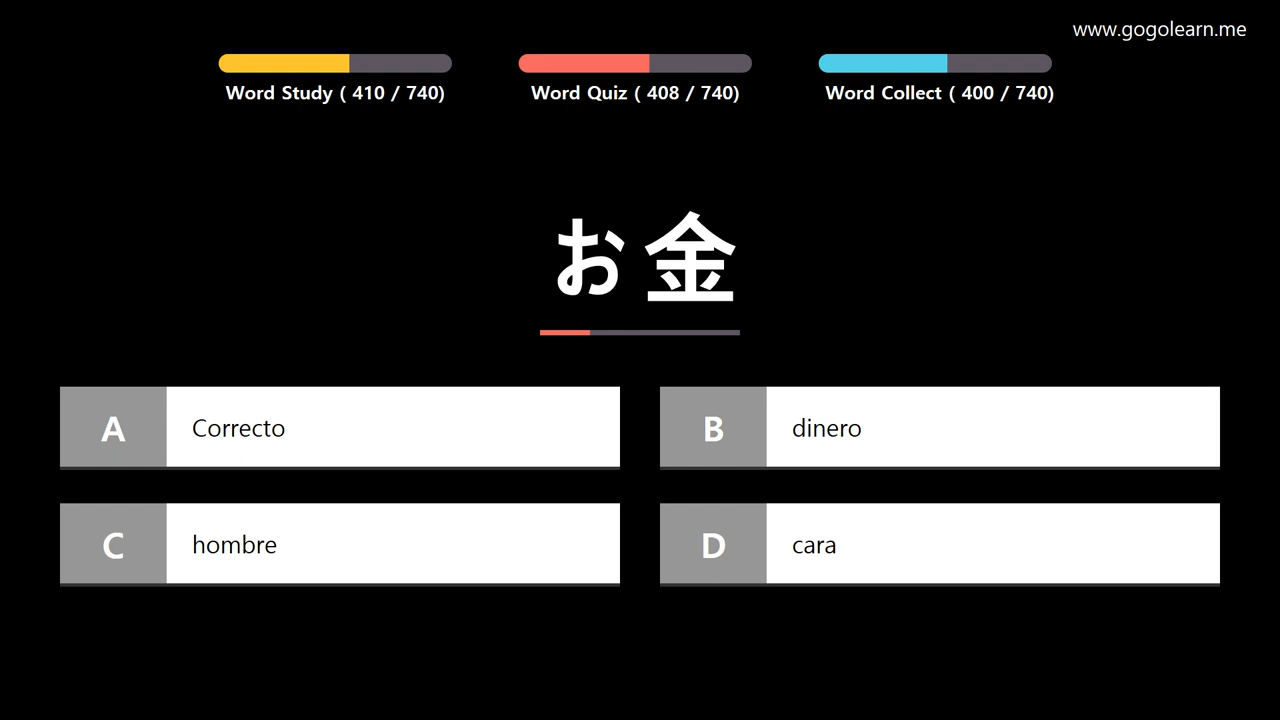 www.gogolearn.me
Word Study ( 410 / 740)
Word Quiz ( 408 / 740)
Word Collect ( 400 / 740)
お金
A Correcto
B dinero
C hombre
D cara